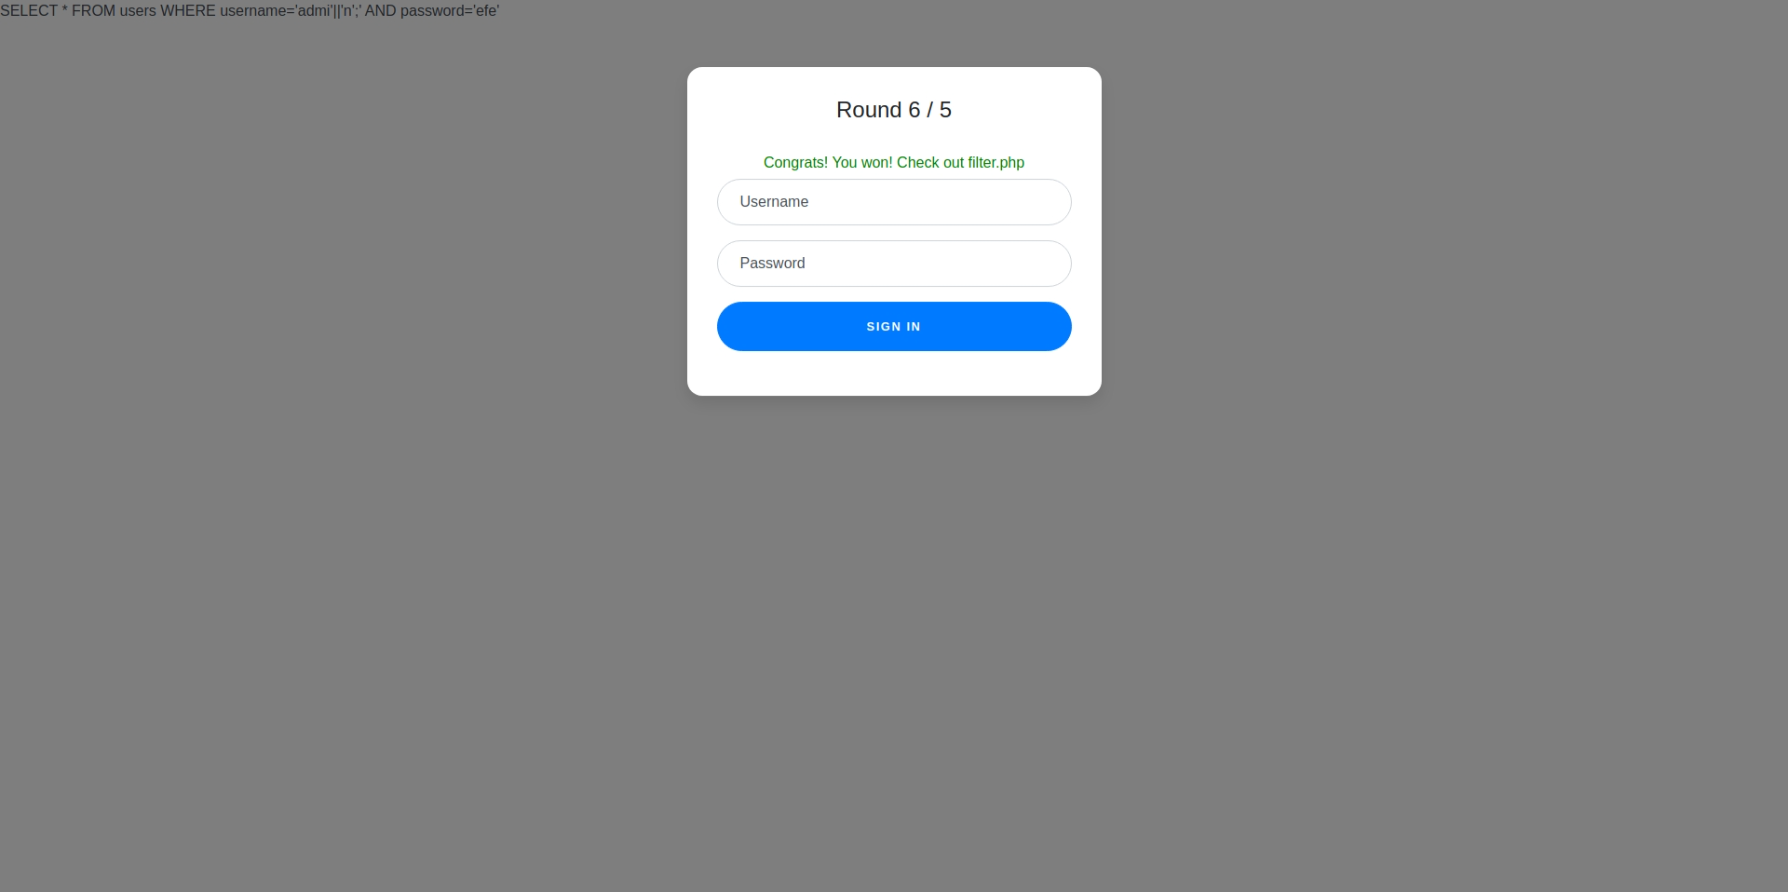 SELECT * FROM users WHERE username='admi'||'n';' AND password='efe'
Round 6 / 5
Congrats! You won! Check out filter.php
Username
Password
SIGN IN